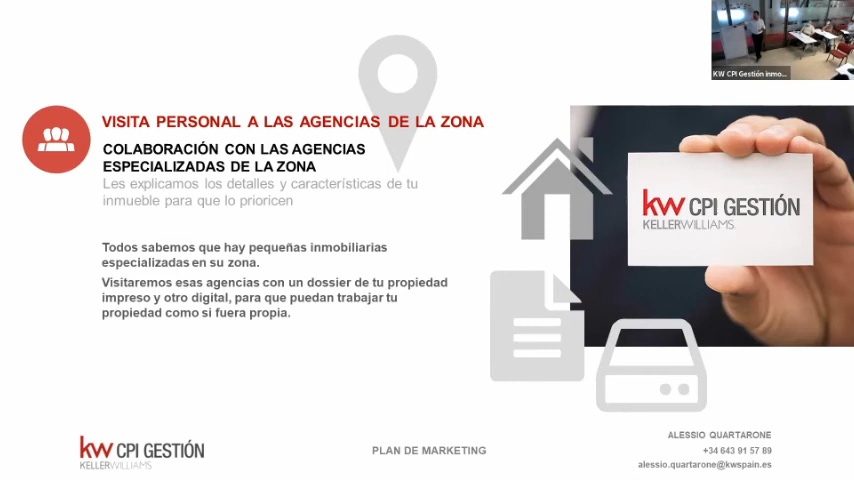 KW CPI Gestión inmo...
VISITA PERSONAL A LAS AGENCIAS DE LA ZONA
COLABORACIÓN CON LAS AGENCIAS
ESPECIALIZADAS DE LA ZONA
Les explicamos los detalles y características de tu
inmueble para que lo prioricen
Todos sabemos que hay pequeñas inmobiliarias
especializadas en su zona.
Visitaremos esas agencias con un dossier de tu propiedad
impreso y otro digital, para que puedan trabajar tu
propiedad como si fuera propia.
kw CPI GESTIÓN
KELLERWILLIAMS.
kw CPI GESTIÓN
KELLERWILLIAMS
PLAN DE MARKETING
ALESSIO QUARTARONE
+34 643 91 57 89
alessio.quartarone@kwspain.es